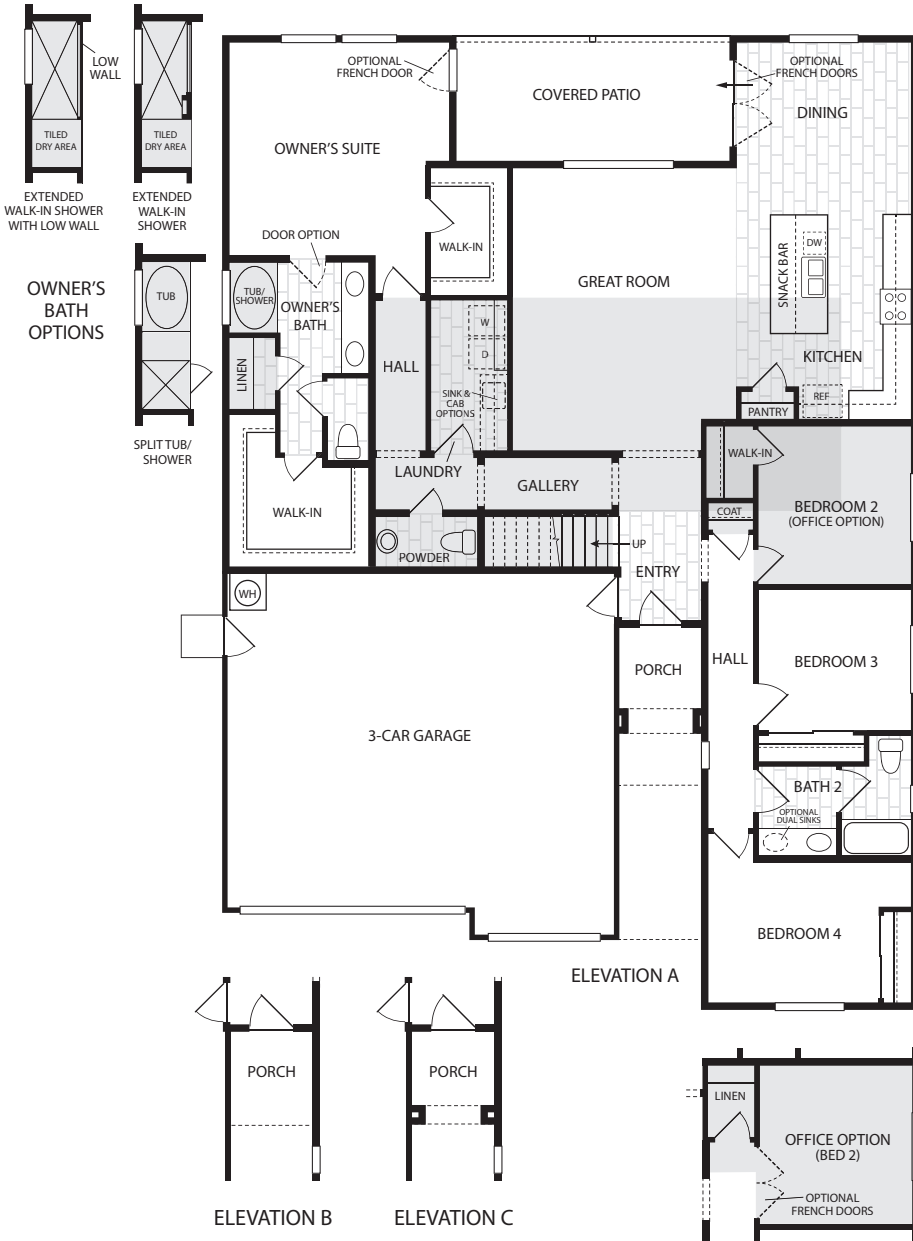 LOW
WALL
TILED
DRY AREA
TILED
DRY AREA
EXTENDED
WALK-IN SHOWER
WITH LOW WALL
EXTENDED
WALK-IN
SHOWER
OWNER'S
BATH
OPTIONS
TUB
SPLIT TUB/
SHOWER
OPTIONAL
FRENCH DOOR
COVERED PATIO
OPTIONAL
FRENCH DOORS
DINING
OWNER'S SUITE
DOOR OPTION
WALK-IN
TUB/
SHOWER
OWNER'S
BATH
GREAT ROOM
SNACK BAR
DW
KITCHEN
LINEN
HALL
W
D
SINK &
CAB
OPTIONS
REF
PANTRY
LAUNDRY
GALLERY
WALK-IN
WALK-IN
COAT
BEDROOM 2
(OFFICE OPTION)
POWDER
UP
ENTRY
WH
PORCH
HALL
BEDROOM 3
3-CAR GARAGE
BATH 2
OPTIONAL
DUAL SINKS
BEDROOM 4
ELEVATION A
PORCH
PORCH
ELEVATION B
ELEVATION C
LINEN
OFFICE OPTION
(BED 2)
OPTIONAL
FRENCH DOORS